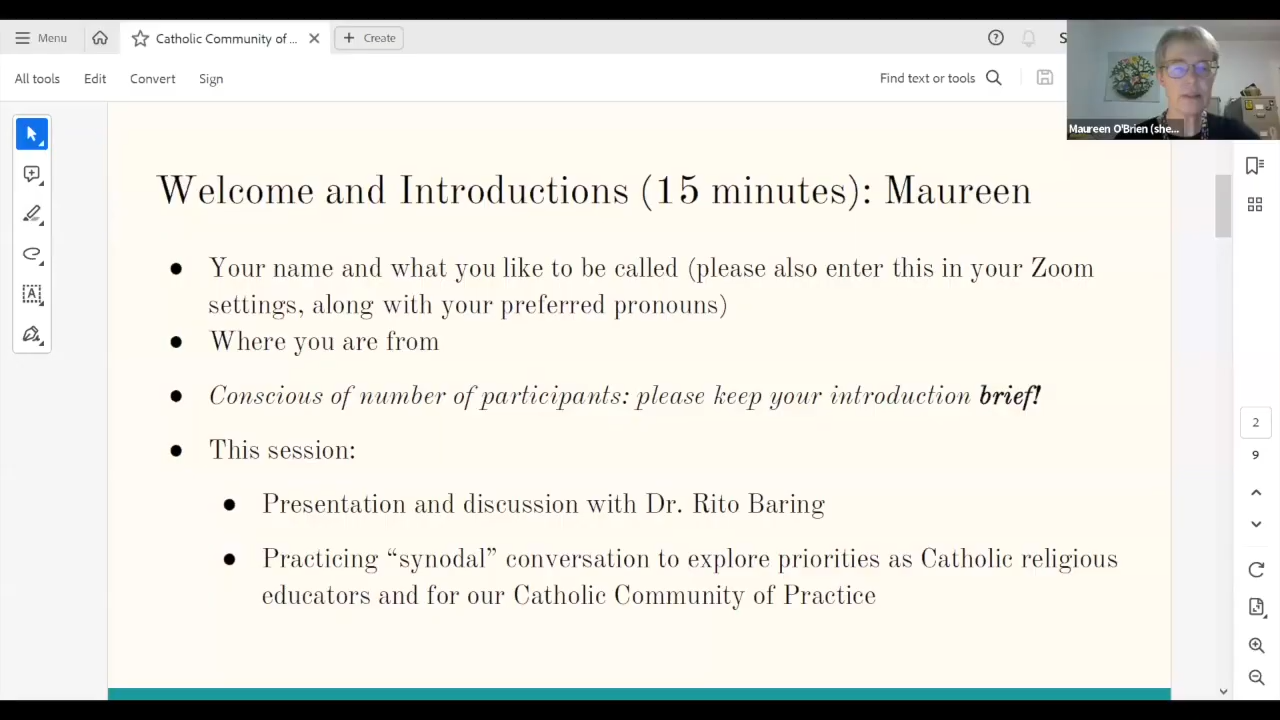 Menu
Catholic Community of ...
Create
All tools
Edit
Convert
Sign
Find text or tools
S
Maureen O'Brien (she...
Welcome and Introductions (15 minutes): Maureen
● Your name and what you like to be called (please also enter this in your Zoom
settings, along with your preferred pronouns)
● Where you are from
● Conscious of number of participants: please keep your introduction brief!
● This session:
● Presentation and discussion with Dr. Rito Baring
● Practicing “synodal” conversation to explore priorities as Catholic religious
educators and for our Catholic Community of Practice
2
9